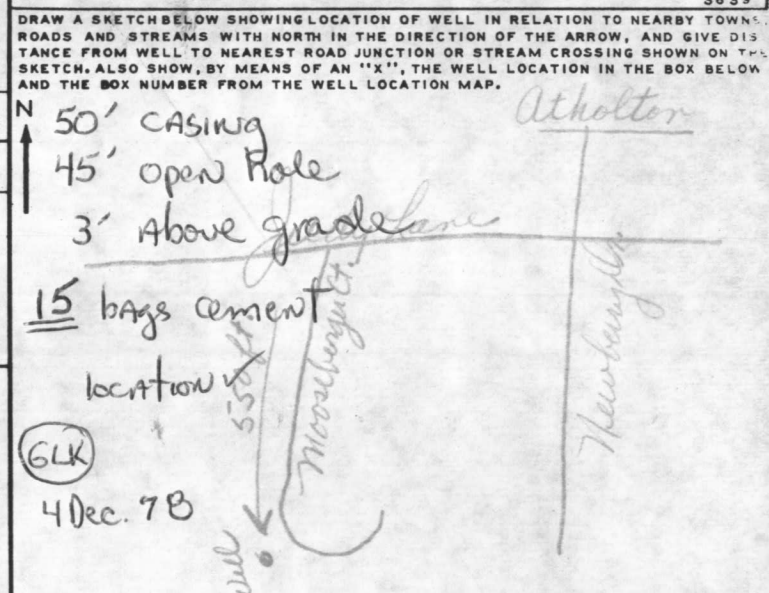 DRAW A SKETCH BELOW SHOWING LOCATION OF WELL IN RELATION TO NEARBY TOWNS,
ROADS AND STREAMS WITH NORTH IN THE DIRECTION OF THE ARROW, AND GIVE DIS
TANCE FROM WELL TO NEAREST ROAD JUNCTION OR STREAM CROSSING SHOWN ON THE
SKETCH. ALSO SHOW, BY MEANS OF AN "X", THE WELL LOCATION IN THE BOX BELOW
AND THE BOX NUMBER FROM THE WELL LOCATION MAP.
N
Atholton
50' CASING
45' open hole
3' Above grade
Lane
15 bAgs cement
location ✓
550 ft
Mooseberger Ct.
Newburg Dr.
GLK
4 Dec. 78
well